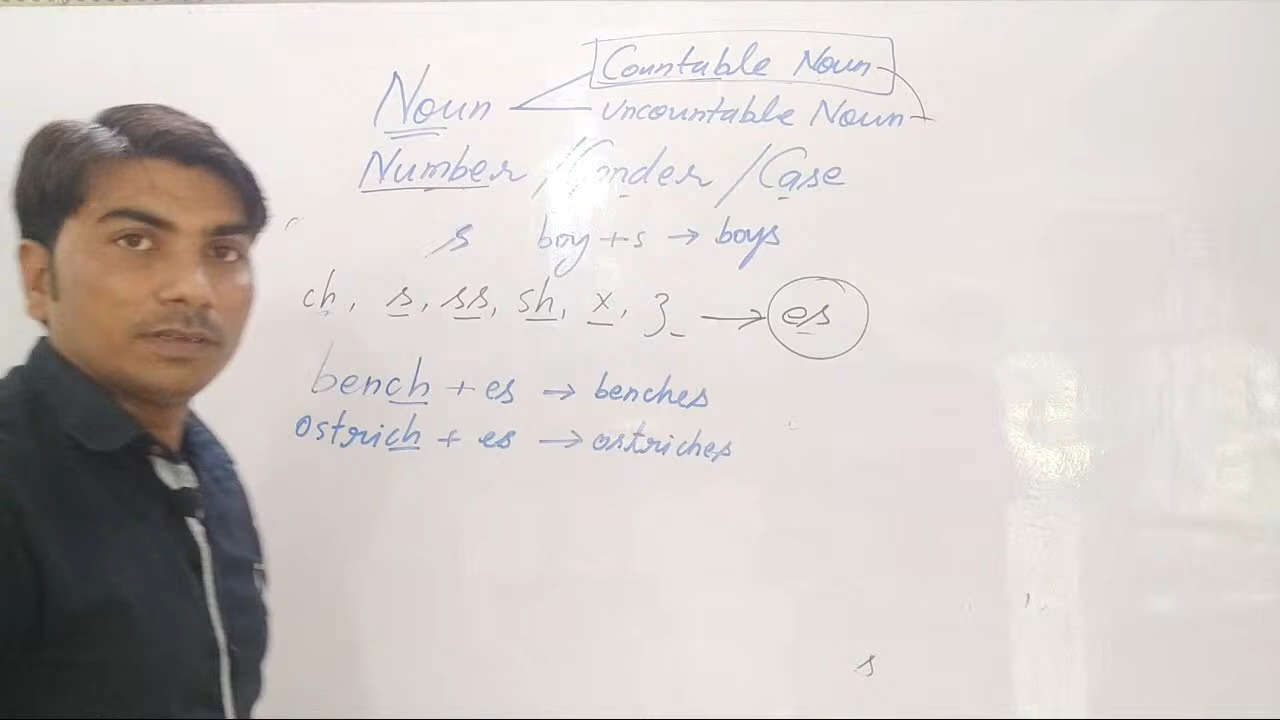 Countable Noun
Noun
Uncountable Noun
Number / Gender / Case
s boy + s → boys
ch, s, ss, sh, x, z → es
bench + es → benches
ostrich + es → ostriches
s